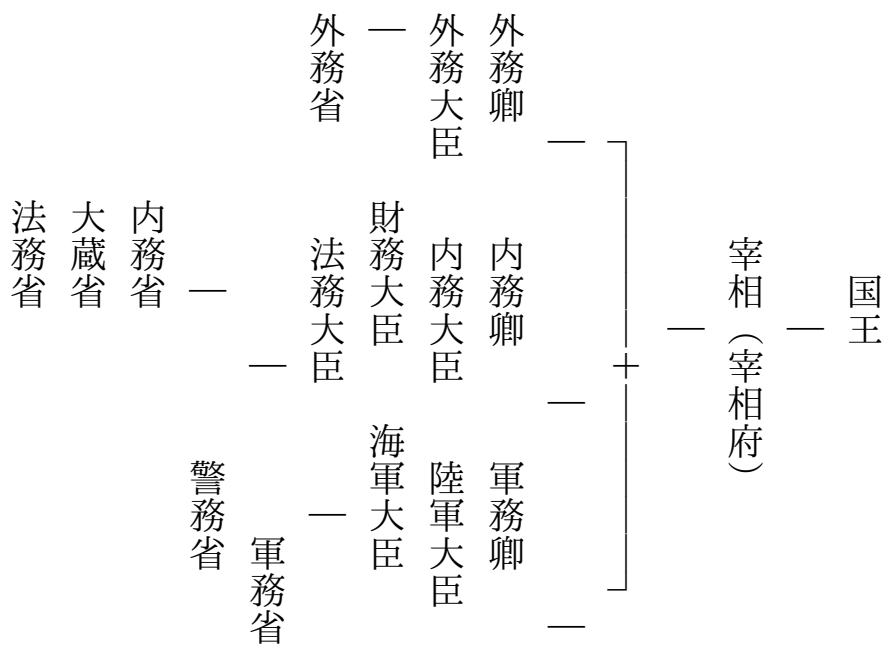 国王
宰相（宰相府）
外務卿
内務卿
軍務卿
外務大臣
内務大臣
陸軍大臣
財務大臣
海軍大臣
外務省
法務大臣
軍務省
警務省
内務省
大蔵省
法務省